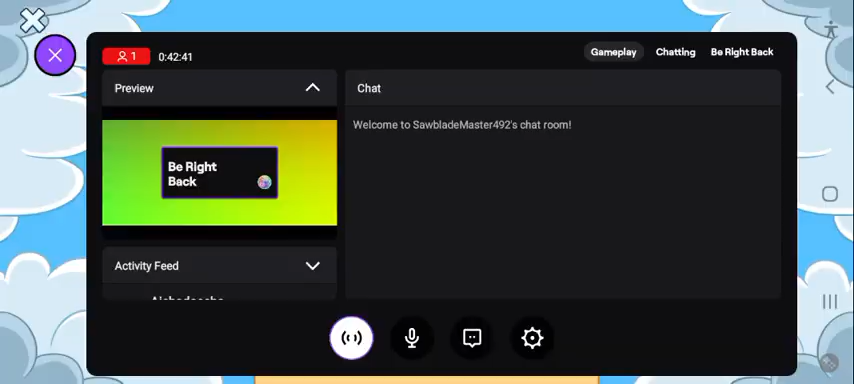 1
0:42:41
Gameplay
Chatting
Be Right Back
Preview
Chat
Welcome to SawbladeMaster492's chat room!
Be Right
Back
Activity Feed